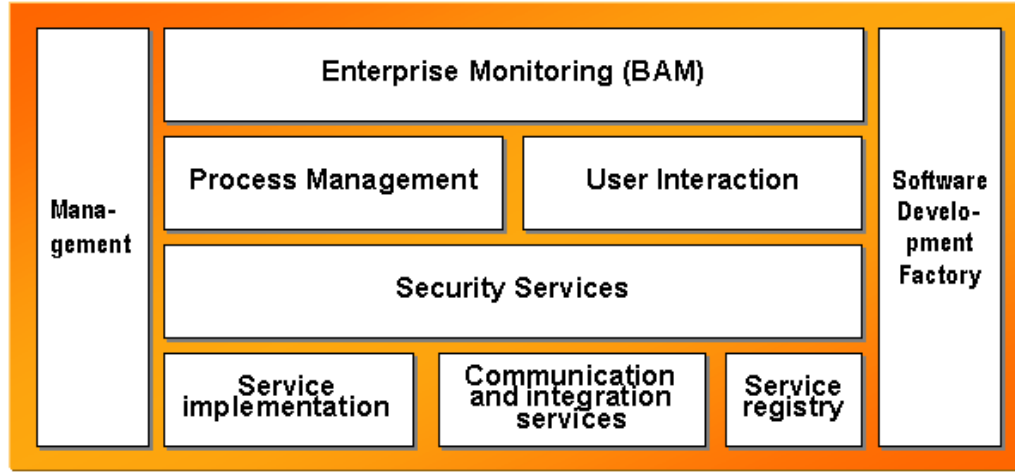 Enterprise Monitoring (BAM)
Process Management
User Interaction
Mana-
gement
Software
Develo-
pment
Factory
Security Services
Service
implementation
Communication
and integration
services
Service
registry